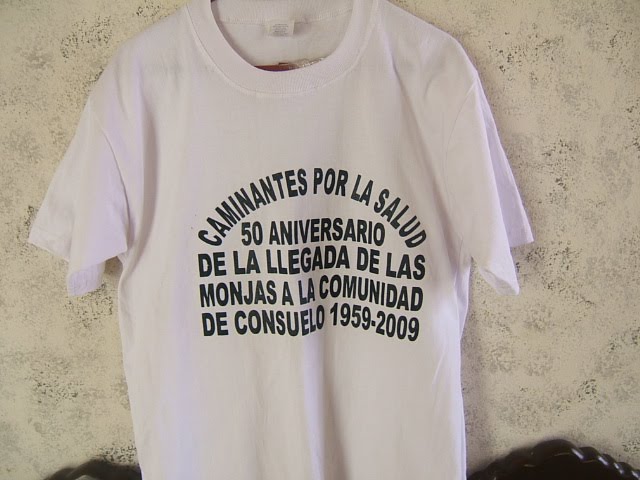 CAMINANTES POR LA SALUD
50 ANIVERSARIO
DE LA LLEGADA DE LAS
MONJAS A LA COMUNIDAD
DE CONSUELO 1959-2009